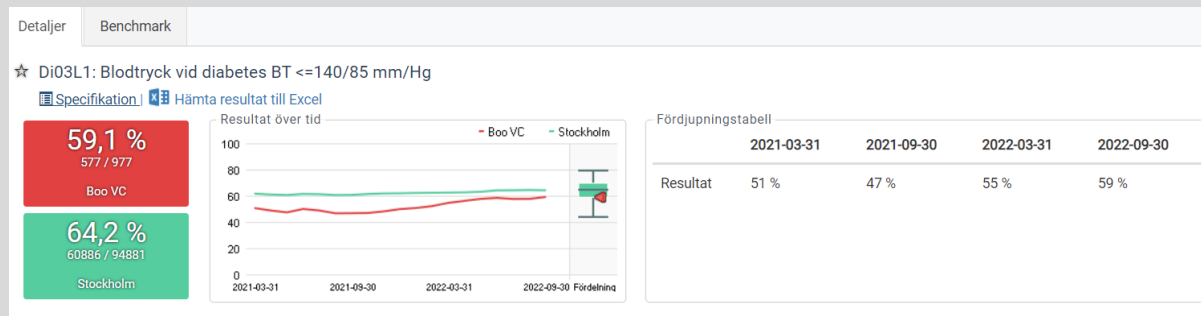 Detaljer Benchmark
Di03L1: Blodtryck vid diabetes BT <=140/85 mm/Hg
Specifikation | Hämta resultat till Excel
59,1 %
577 / 977
Boo VC
64,2 %
60886 / 94881
Stockholm
Resultat över tid
Boo VC Stockholm
100
80
60
40
20
0
2021-03-31 2021-09-30 2022-03-31 2022-09-30 Fördelning
Fördjupningstabell
2021-03-31 2021-09-30 2022-03-31 2022-09-30
Resultat 51 % 47 % 55 % 59 %